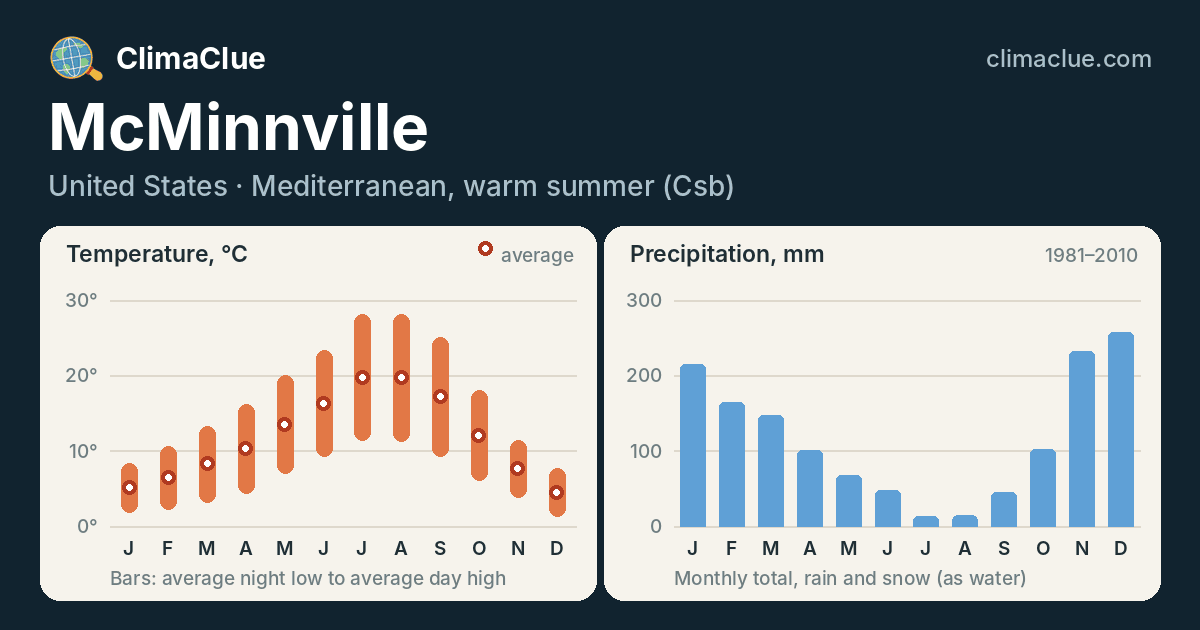 ClimaClue
climaclue.com
McMinnville
United States · Mediterranean, warm summer (Csb)
Temperature, °C
average
30°
20°
10°
0°
J F M A M J J A S O N D
Bars: average night low to average day high
Precipitation, mm
1981–2010
300
200
100
0
J F M A M J J A S O N D
Monthly total, rain and snow (as water)